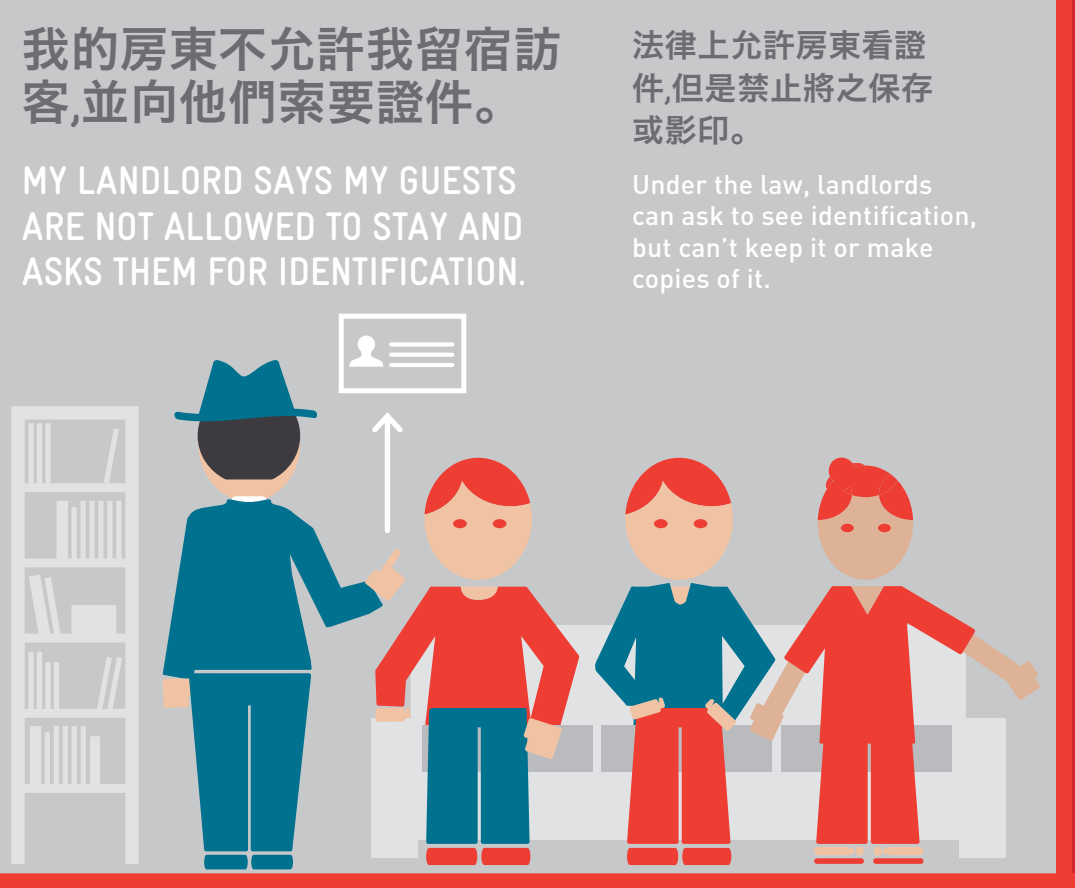 我的房東不允許我留宿訪
客,並向他們索要證件。
MY LANDLORD SAYS MY GUESTS
ARE NOT ALLOWED TO STAY AND
ASKS THEM FOR IDENTIFICATION.
法律上允許房東看證
件,但是禁止將之保存
或影印。
Under the law, landlords
can ask to see identification,
but can’t keep it or make
copies of it.